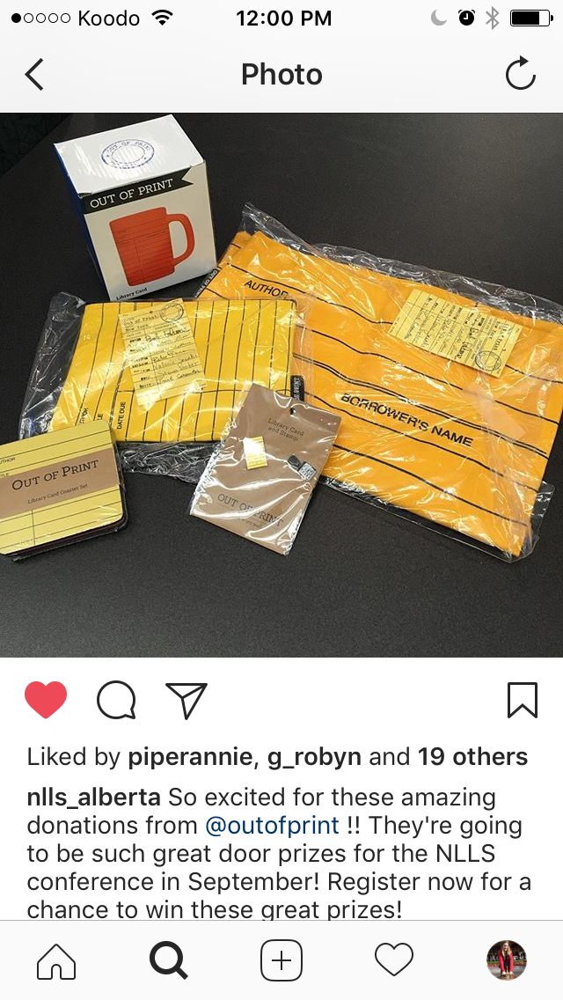 Koodo
12:00 PM
Photo
OUT OF PRINT
OUT OF PRINT
Library Card
AUTHOR
BORROWER'S NAME
DATE DUE
Library Card
and Stamp
OUT OF PRINT
OUT OF PRINT
Library Card Coaster Set
Liked by piperannie, g_robyn and 19 others
nlls_alberta So excited for these amazing
donations from @outofprint !! They're going
to be such great door prizes for the NLLS
conference in September! Register now for a
chance to win these great prizes!